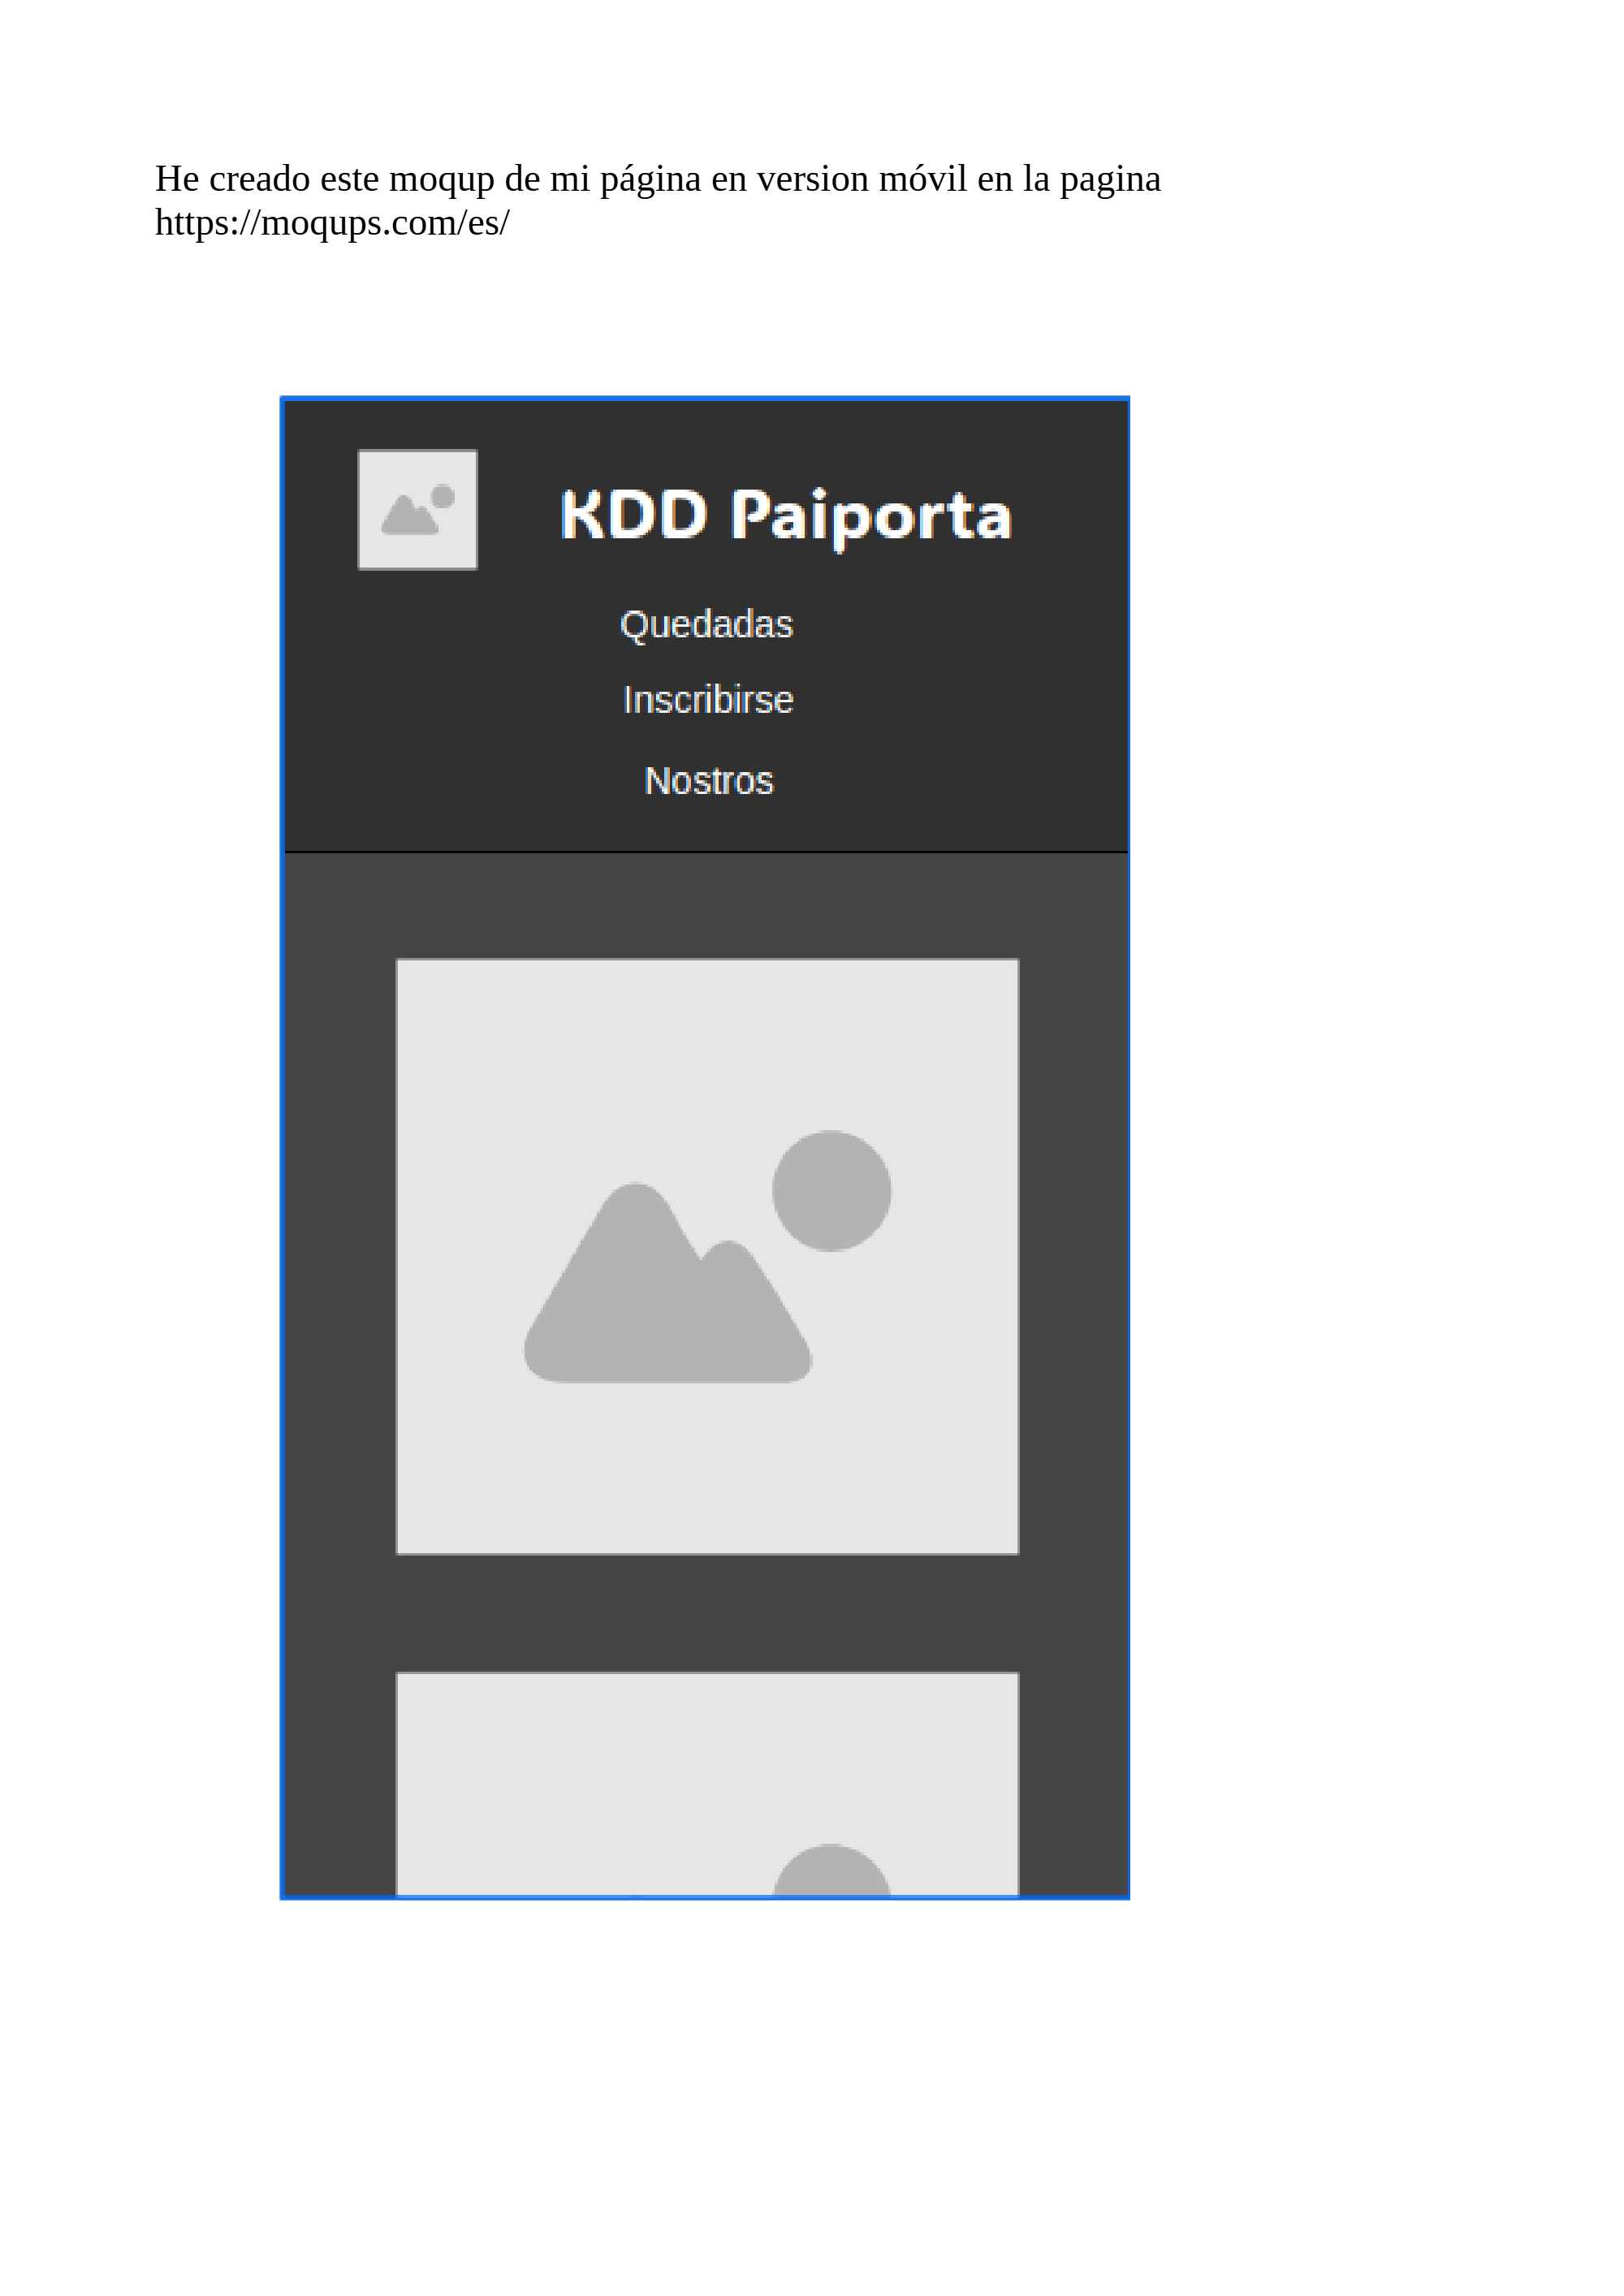 He creado este moqup de mi página en version móvil en la pagina
https://moqups.com/es/
KDD Paiporta
Quedadas
Inscribirse
Nostros